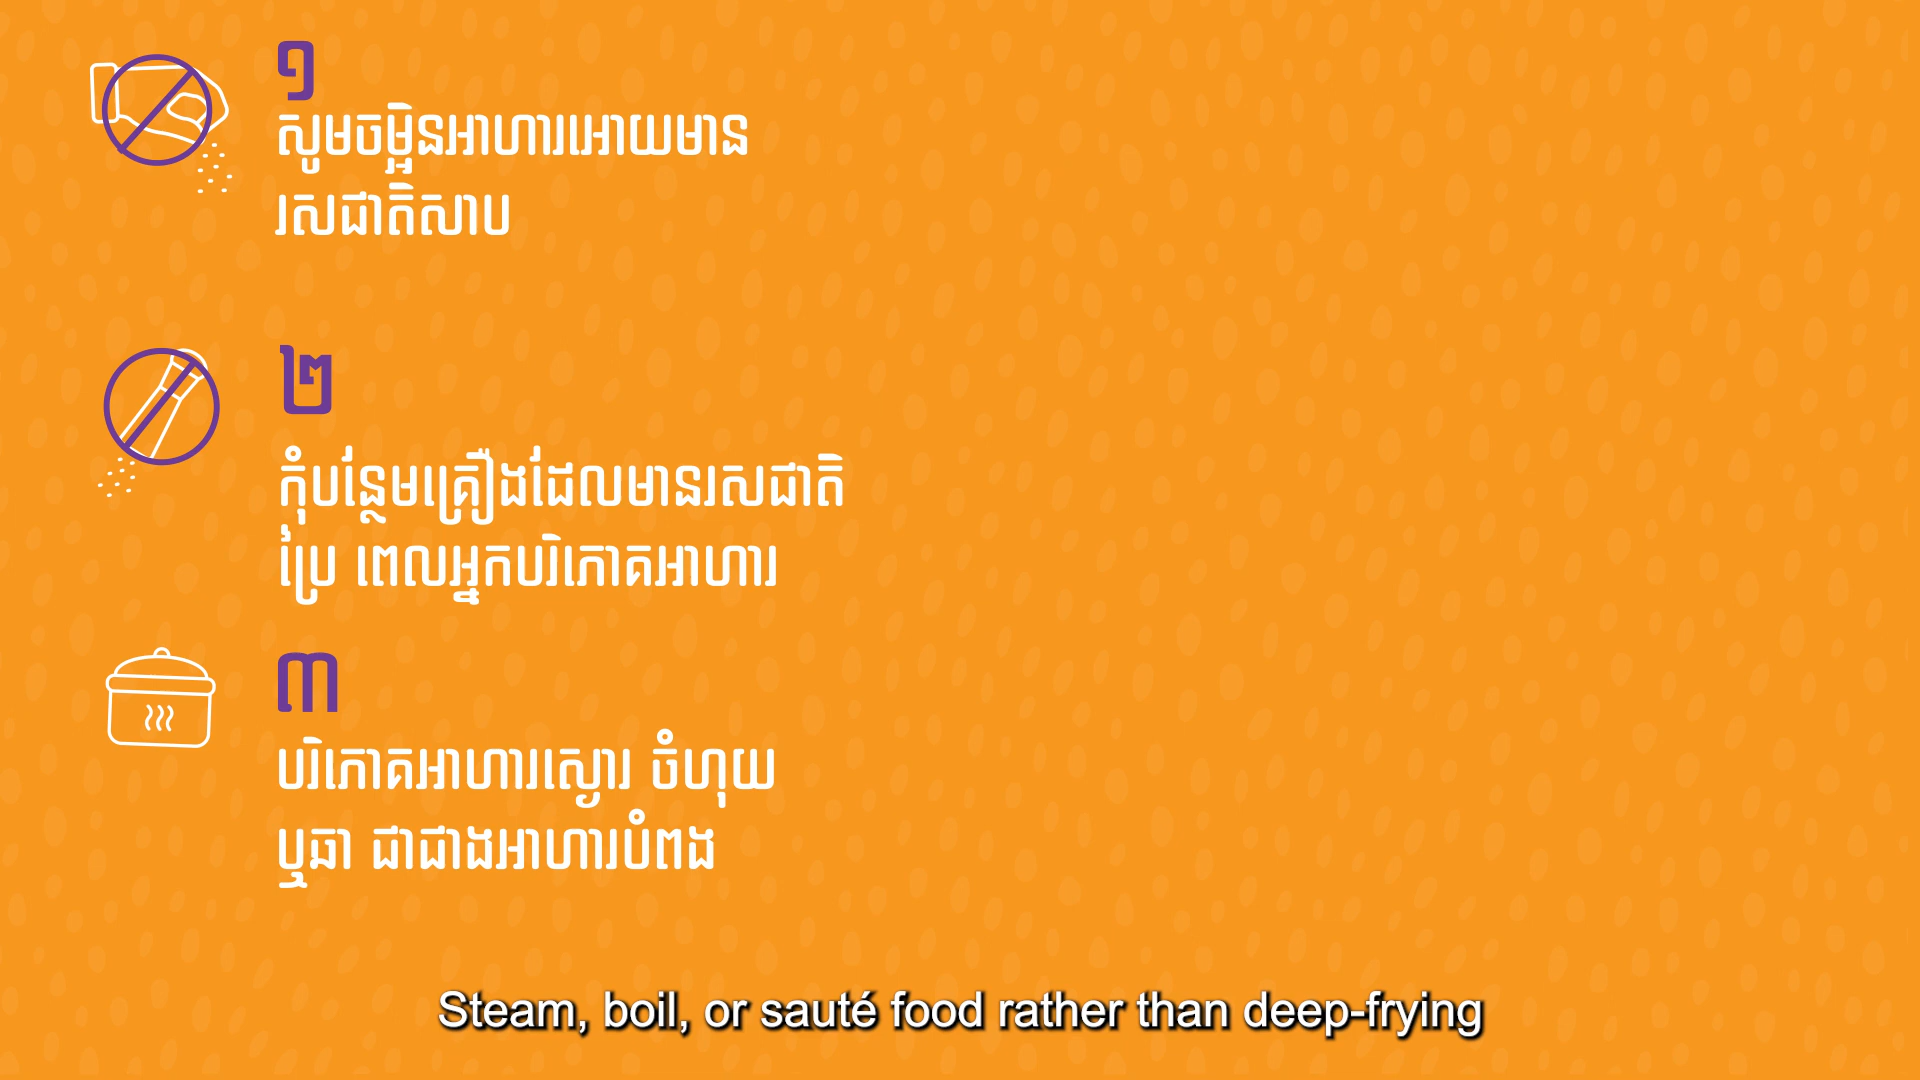 ១
សូមចម្អិនអាហារអោយមាន
រសជាតិសាប
២
កុំបន្ថែមគ្រឿងដែលមានរសជាតិ
ប្រៃ ពេលអ្នកបរិភោគអាហារ
៣
បរិភោគអាហារស្ងោរ ចំហុយ
ឬឆា ជាជាងអាហារបំពង
Steam, boil, or sauté food rather than deep-frying